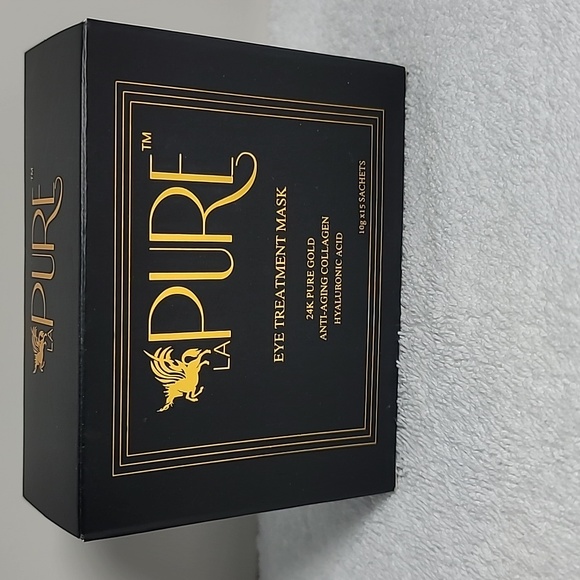 LA PURE™
LA PURE™
EYE TREATMENT MASK
24K PURE GOLD
ANTI-AGING COLLAGEN
HYALURONIC ACID
10g x15 SACHETS